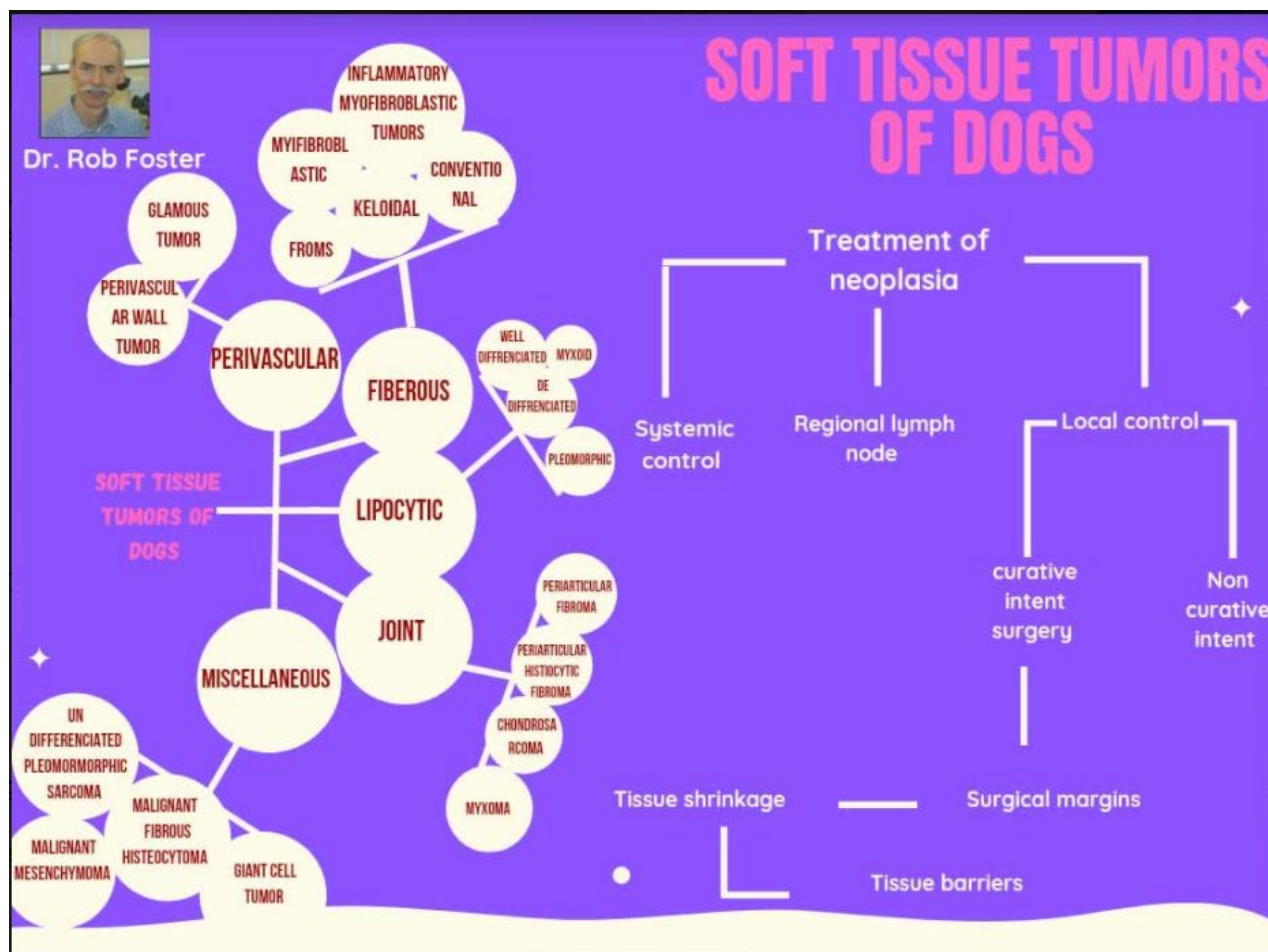 SOFT TISSUE TUMORS
OF DOGS
Dr. Rob Foster
INFLAMMATORY
MYOFIBROBLASTIC
TUMORS
MYIFIBROBL
ASTIC
CONVENTIO
NAL
KELOIDAL
FROMS
GLAMOUS
TUMOR
PERIVASCUL
AR WALL
TUMOR
PERIVASCULAR
FIBEROUS
WELL
DIFFRENCIATED
MYXOID
DE
DIFFRENCIATED
PLEOMORPHIC
SOFT TISSUE
TUMORS OF
DOGS
LIPOCYTIC
JOINT
PERIARTICULAR
FIBROMA
PERIARTICULAR
HISTIOCYTIC
FIBROMA
CHONDROSA
RCOMA
MYXOMA
MISCELLANEOUS
UN
DIFFERENCIATED
PLEOMORMORPHIC
SARCOMA
MALIGNANT
FIBROUS
HISTEOCYTOMA
MALIGNANT
MESENCHYMOMA
GIANT CELL
TUMOR
Treatment of
neoplasia
Systemic
control
Regional lymph
node
Local control
curative
intent
surgery
Non
curative
intent
Tissue shrinkage
Surgical margins
Tissue barriers